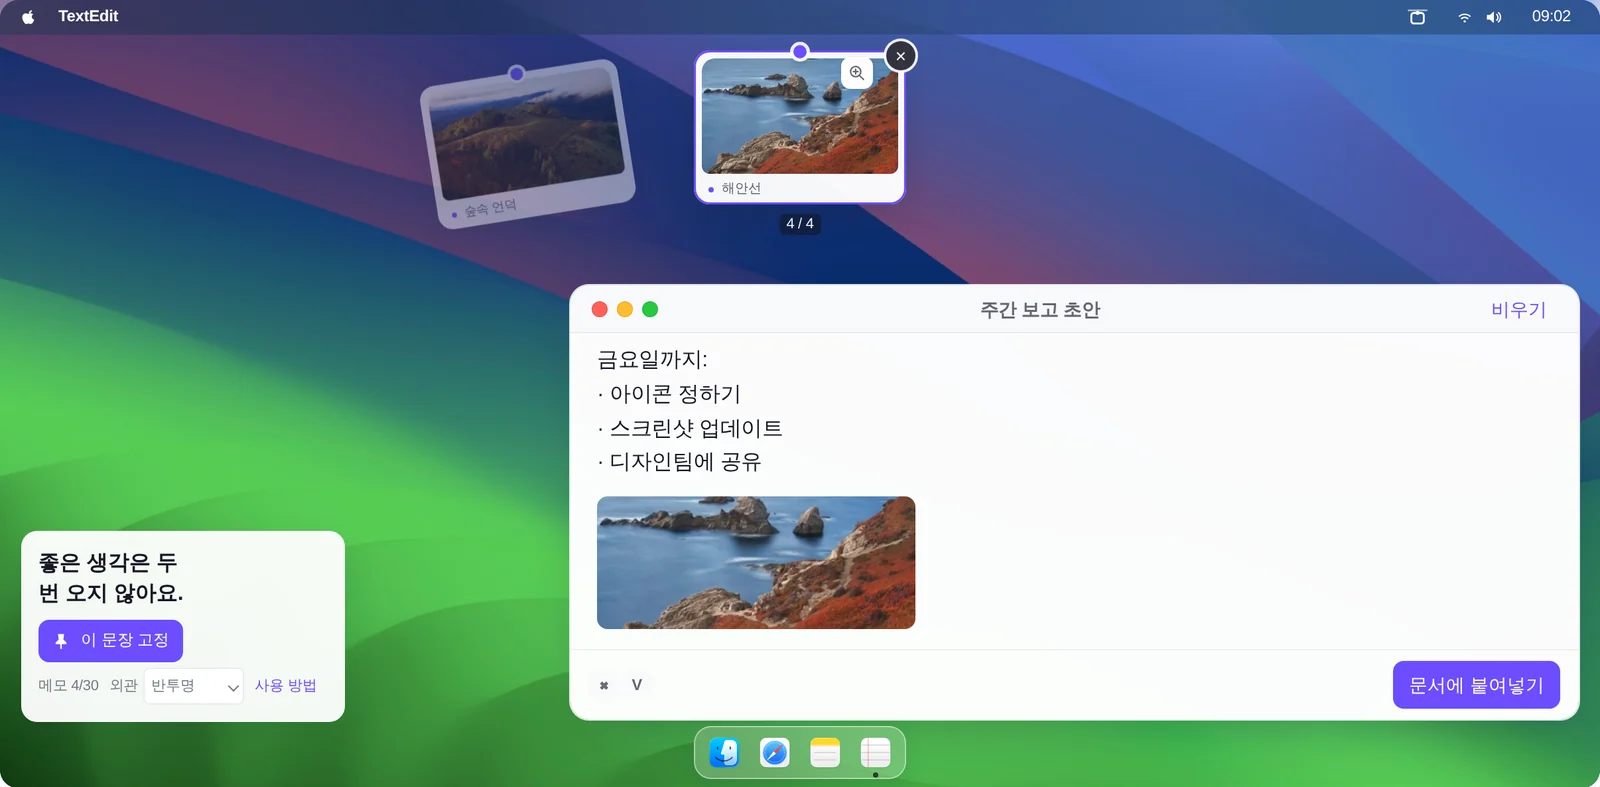 TextEdit
09:02
숲속 언덕
해안선
4 / 4
주간 보고 초안
비우기
금요일까지:
· 아이콘 정하기
· 스크린샷 업데이트
· 디자인팀에 공유
⌘ V
문서에 붙여넣기
좋은 생각은 두
번 오지 않아요.
이 문장 고정
메모 4/30 외관 반투명 사용 방법